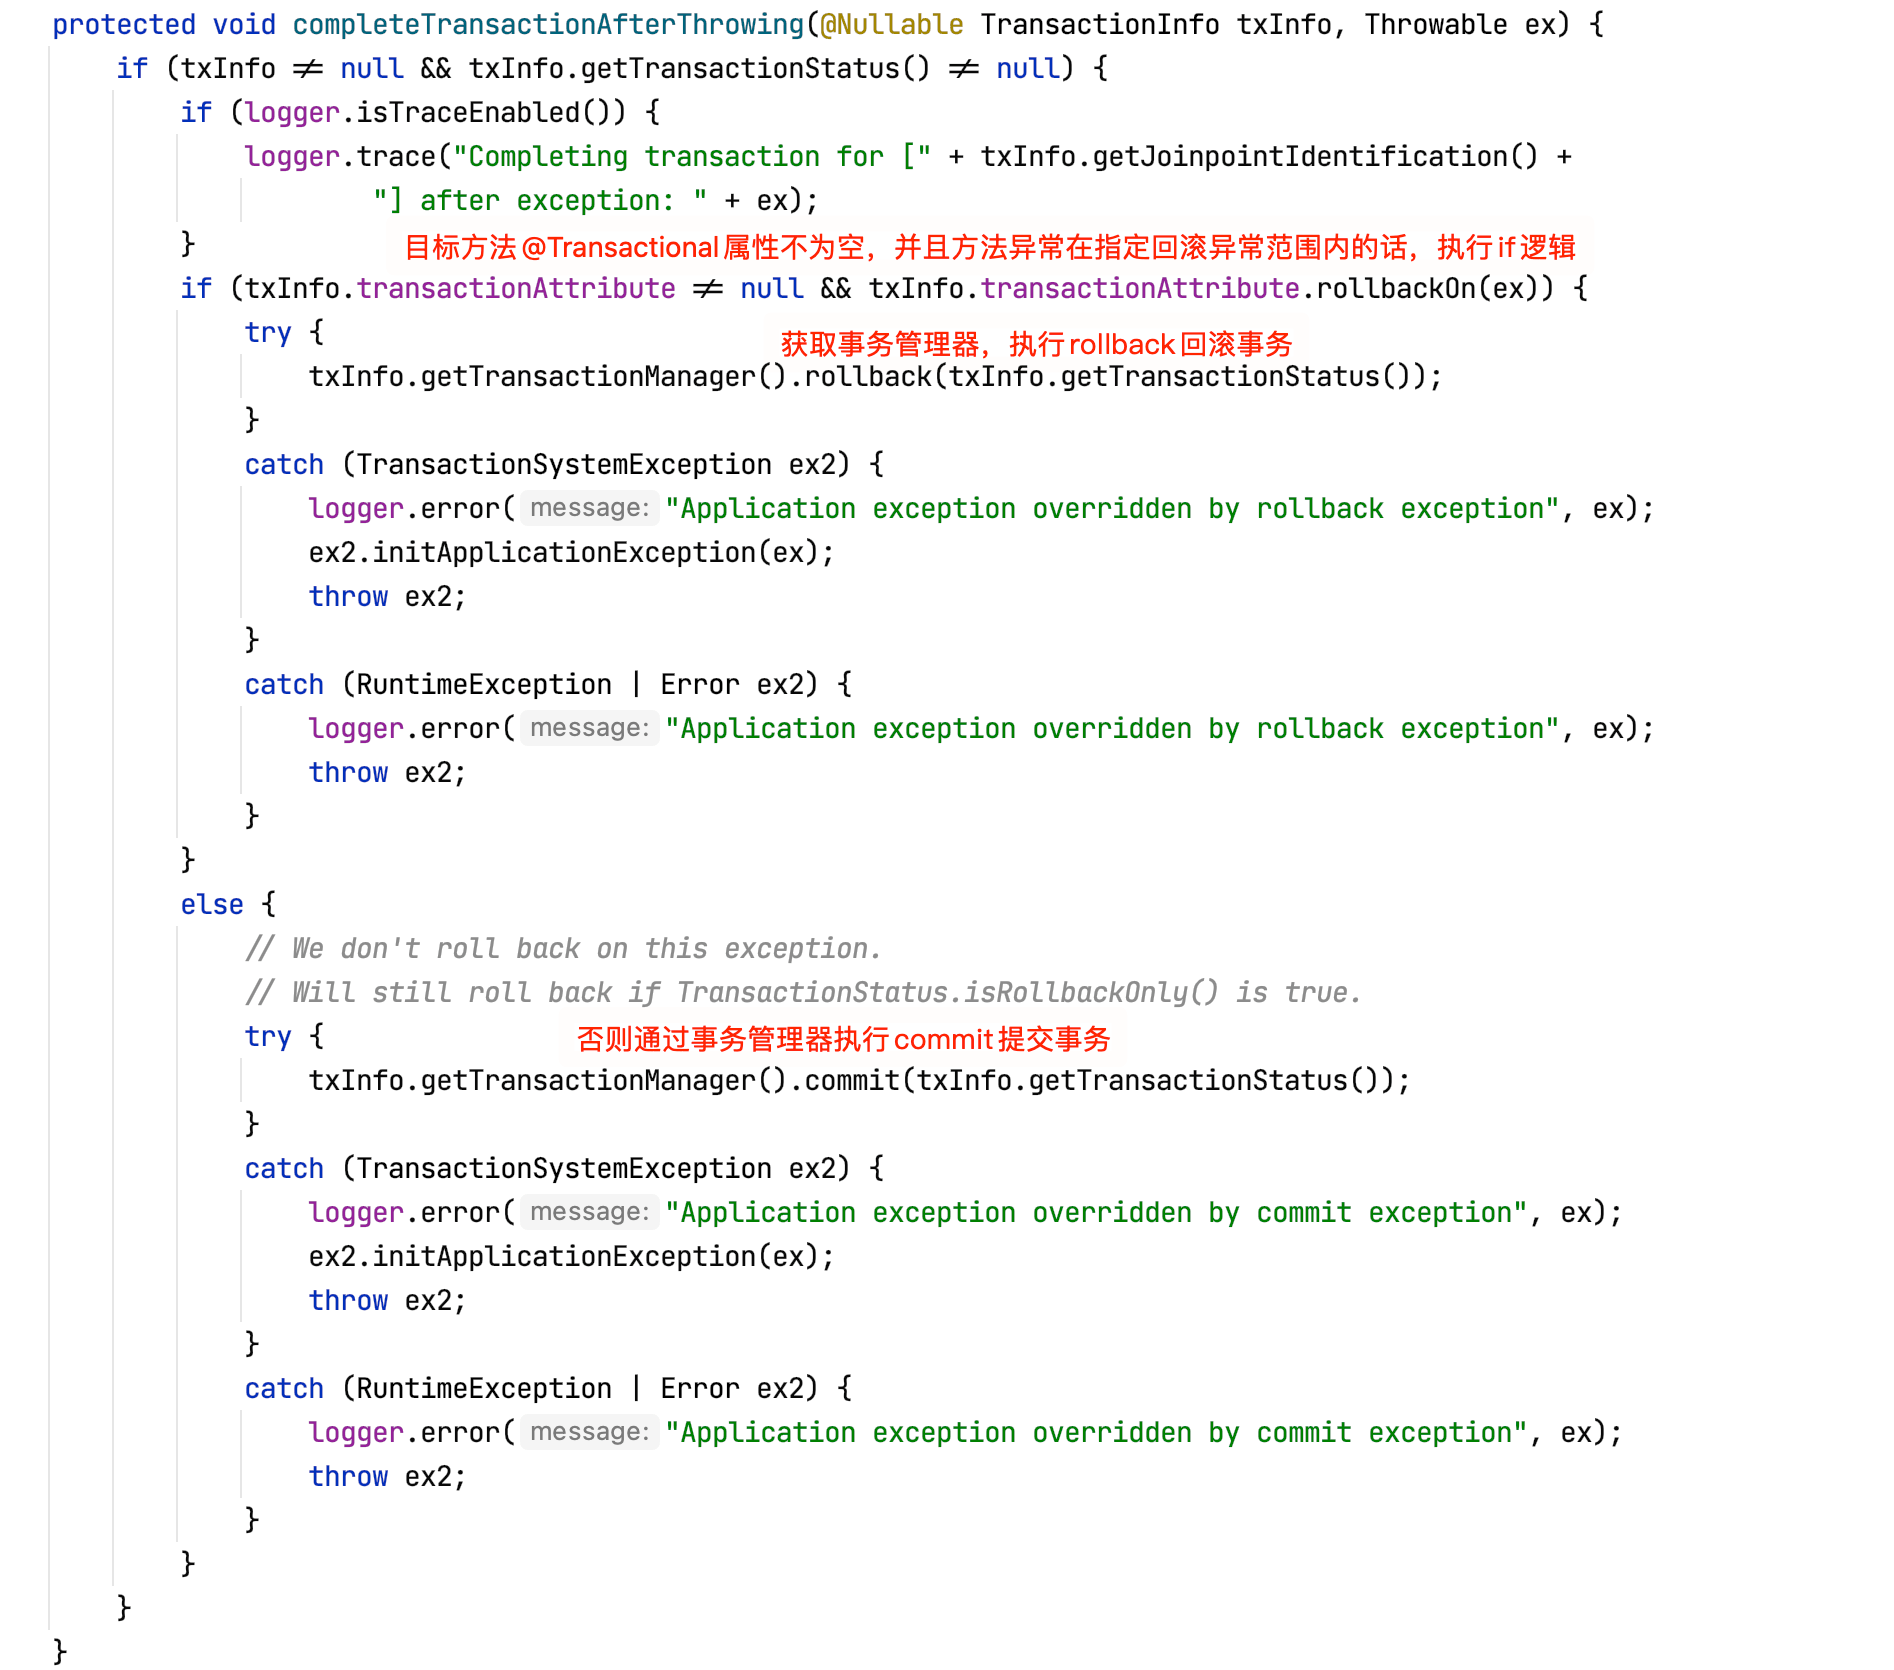 protected void completeTransactionAfterThrowing(@Nullable TransactionInfo txInfo, Throwable ex) {
if (txInfo ≠ null && txInfo.getTransactionStatus() ≠ null) {
if (logger.isTraceEnabled()) {
logger.trace("Completing transaction for [" + txInfo.getJoinpointIdentification() +
"] after exception: " + ex);
}
目标方法@Transactional属性不为空，并且方法异常在指定回滚异常范围内的话，执行if逻辑
if (txInfo.transactionAttribute ≠ null && txInfo.transactionAttribute.rollbackOn(ex)) {
try {
获取事务管理器，执行rollback回滚事务
txInfo.getTransactionManager().rollback(txInfo.getTransactionStatus());
}
catch (TransactionSystemException ex2) {
logger.error( message: "Application exception overridden by rollback exception", ex);
ex2.initApplicationException(ex);
throw ex2;
}
catch (RuntimeException | Error ex2) {
logger.error( message: "Application exception overridden by rollback exception", ex);
throw ex2;
}
}
else {
// We don't roll back on this exception.
// Will still roll back if TransactionStatus.isRollbackOnly() is true.
try {
否则通过事务管理器执行commit提交事务
txInfo.getTransactionManager().commit(txInfo.getTransactionStatus());
}
catch (TransactionSystemException ex2) {
logger.error( message: "Application exception overridden by commit exception", ex);
ex2.initApplicationException(ex);
throw ex2;
}
catch (RuntimeException | Error ex2) {
logger.error( message: "Application exception overridden by commit exception", ex);
throw ex2;
}
}
}
}